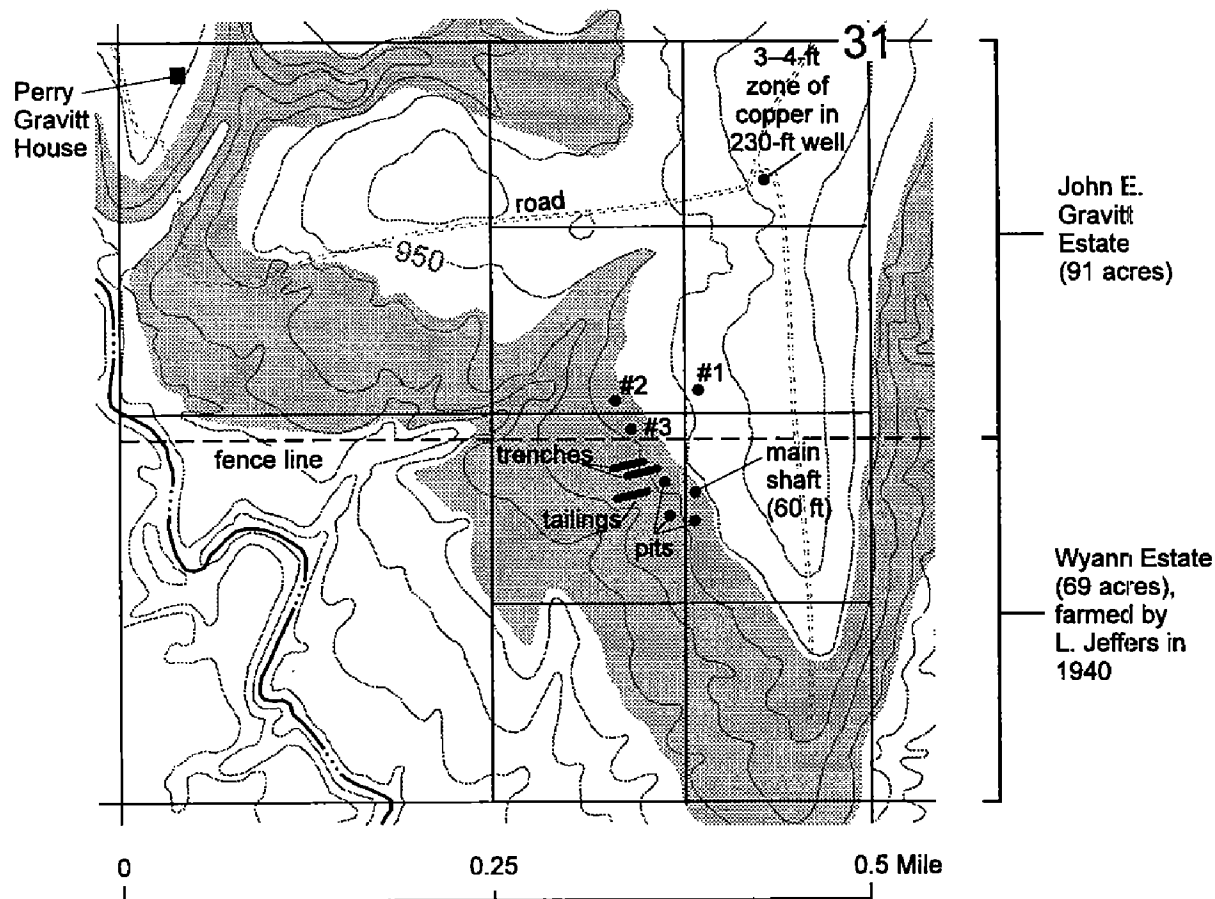 31
3–4-ft
zone of
copper in
230-ft well
Perry
Gravitt
House
road
950
John E.
Gravitt
Estate
(91 acres)
#1
#2
#3
fence line
trenches
main
shaft
(60 ft)
tailings
pits
Wyann Estate
(69 acres),
farmed by
L. Jeffers in
1940
0
0.25
0.5 Mile